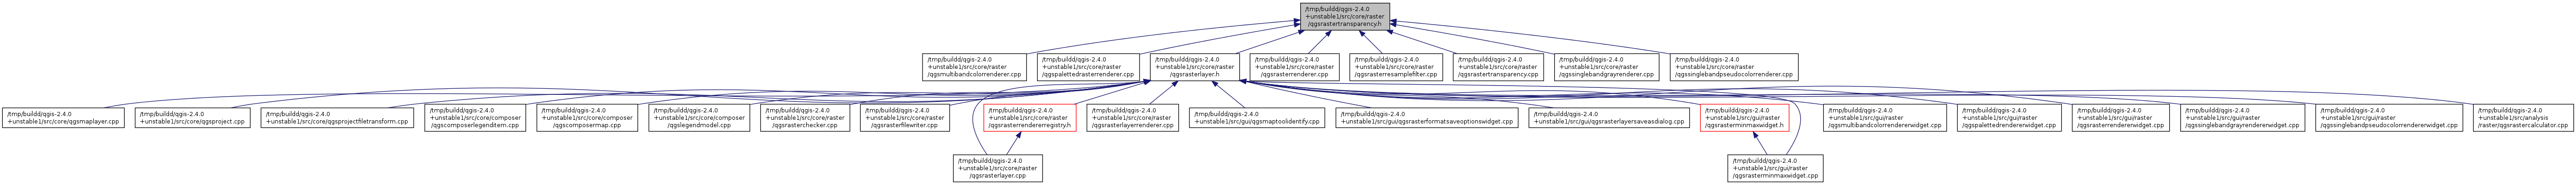 /tmp/buildd/qgis-2.4.0
+unstable1/src/core/raster
/qgsrastertransparency.h
/tmp/buildd/qgis-2.4.0
+unstable1/src/core/raster
/qgsmultibandcolorrenderer.cpp
/tmp/buildd/qgis-2.4.0
+unstable1/src/core/raster
/qgspalettedrasterrenderer.cpp
/tmp/buildd/qgis-2.4.0
+unstable1/src/core/raster
/qgsrasterlayer.h
/tmp/buildd/qgis-2.4.0
+unstable1/src/core/raster
/qgsrasterrenderer.cpp
/tmp/buildd/qgis-2.4.0
+unstable1/src/core/raster
/qgsrasterresamplefilter.cpp
/tmp/buildd/qgis-2.4.0
+unstable1/src/core/raster
/qgsrastertransparency.cpp
/tmp/buildd/qgis-2.4.0
+unstable1/src/core/raster
/qgssinglebandgrayrenderer.cpp
/tmp/buildd/qgis-2.4.0
+unstable1/src/core/raster
/qgssinglebandpseudocolorrenderer.cpp
/tmp/buildd/qgis-2.4.0
+unstable1/src/core/qgsmaplayer.cpp
/tmp/buildd/qgis-2.4.0
+unstable1/src/core/qgsproject.cpp
/tmp/buildd/qgis-2.4.0
+unstable1/src/core/qgsprojectfiletransform.cpp
/tmp/buildd/qgis-2.4.0
+unstable1/src/core/composer
/qgscomposerlegenditem.cpp
/tmp/buildd/qgis-2.4.0
+unstable1/src/core/composer
/qgscomposermap.cpp
/tmp/buildd/qgis-2.4.0
+unstable1/src/core/composer
/qgslegendmodel.cpp
/tmp/buildd/qgis-2.4.0
+unstable1/src/core/raster
/qgsrasterchecker.cpp
/tmp/buildd/qgis-2.4.0
+unstable1/src/core/raster
/qgsrasterfilewriter.cpp
/tmp/buildd/qgis-2.4.0
+unstable1/src/core/raster
/qgsrasterrendererregistry.h
/tmp/buildd/qgis-2.4.0
+unstable1/src/core/raster
/qgsrasterlayerrenderer.cpp
/tmp/buildd/qgis-2.4.0
+unstable1/src/gui/qgsmaptoolidentify.cpp
/tmp/buildd/qgis-2.4.0
+unstable1/src/gui/qgsrasterformatsaveoptionswidget.cpp
/tmp/buildd/qgis-2.4.0
+unstable1/src/gui/qgsrasterlayersaveasdialog.cpp
/tmp/buildd/qgis-2.4.0
+unstable1/src/gui/raster
/qgsrasterminmaxwidget.h
/tmp/buildd/qgis-2.4.0
+unstable1/src/gui/raster
/qgsmultibandcolorrendererwidget.cpp
/tmp/buildd/qgis-2.4.0
+unstable1/src/gui/raster
/qgspalettedrendererwidget.cpp
/tmp/buildd/qgis-2.4.0
+unstable1/src/gui/raster
/qgsrasterrendererwidget.cpp
/tmp/buildd/qgis-2.4.0
+unstable1/src/gui/raster
/qgssinglebandgrayrendererwidget.cpp
/tmp/buildd/qgis-2.4.0
+unstable1/src/gui/raster
/qgssinglebandpseudocolorrendererwidget.cpp
/tmp/buildd/qgis-2.4.0
+unstable1/src/analysis
/raster/qgsrastercalculator.cpp
/tmp/buildd/qgis-2.4.0
+unstable1/src/core/raster
/qgsrasterlayer.cpp
/tmp/buildd/qgis-2.4.0
+unstable1/src/gui/raster
/qgsrasterminmaxwidget.cpp